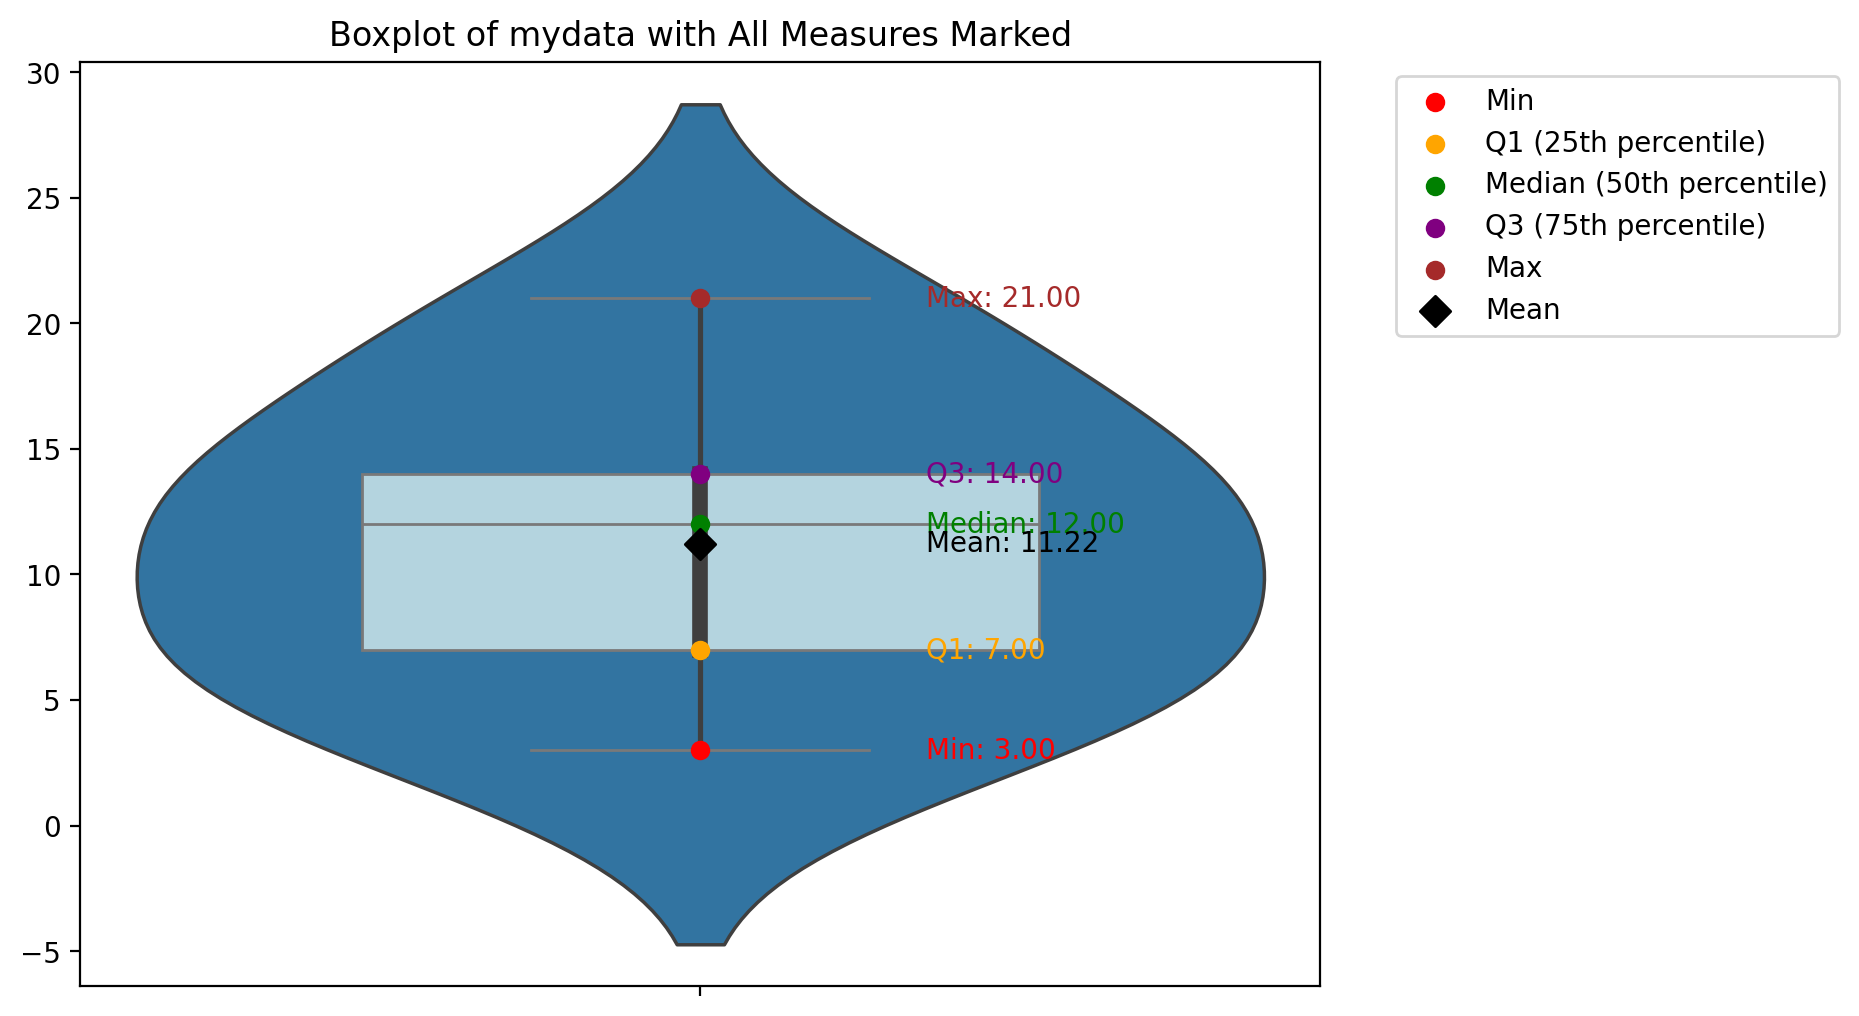 Boxplot of mydata with All Measures Marked
30
25
20
15
10
5
0
−5
Max: 21.00
Q3: 14.00
Median: 12.00
Mean: 11.22
Q1: 7.00
Min: 3.00
Min
Q1 (25th percentile)
Median (50th percentile)
Q3 (75th percentile)
Max
Mean